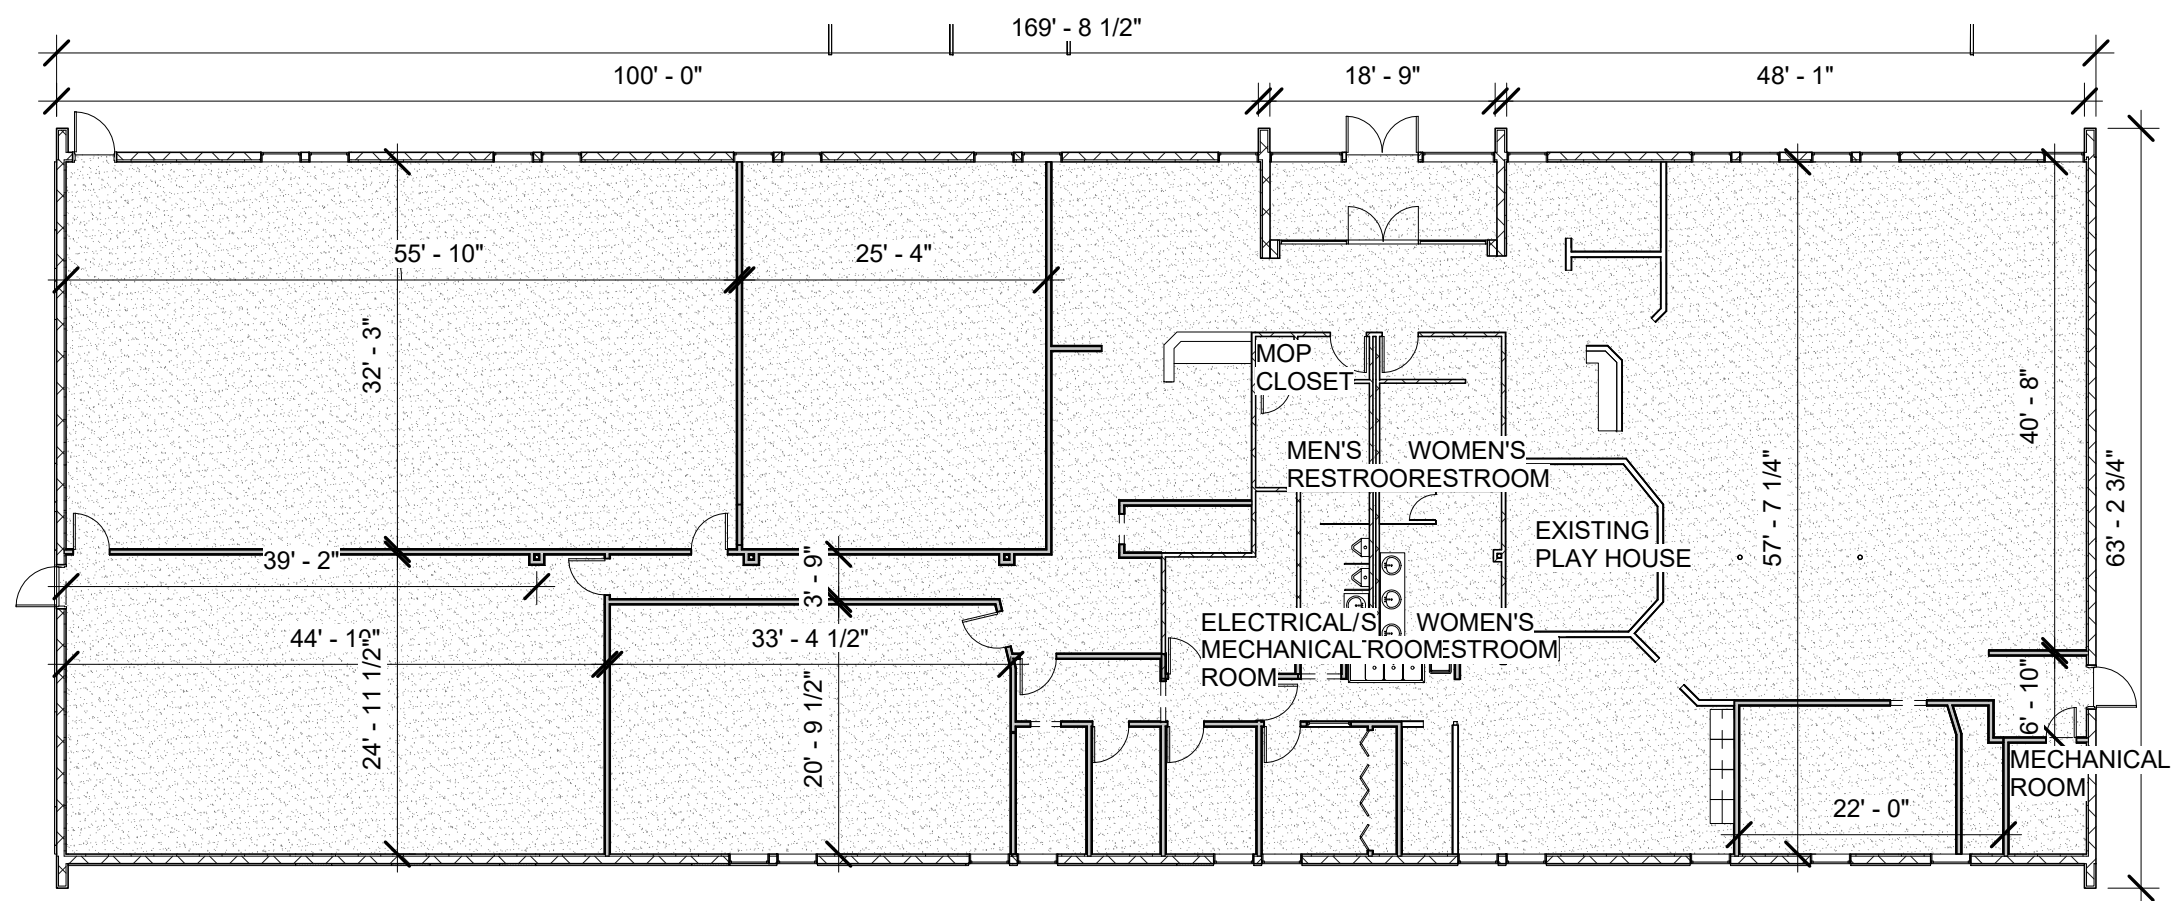 169' - 8 1/2"
100' - 0"
18' - 9"
48' - 1"
55' - 10"
25' - 4"
32' - 3"
MOP
CLOSET
40' - 8"
MEN'S
WOMEN'S
RESTROO
RESTROOM
57' - 7 1/4"
63' - 2 3/4"
EXISTING
PLAY HOUSE
39' - 2"
3' - 9"
44' - 10"
33' - 4 1/2"
ELECTRICAL/S
WOMEN'S
MECHANICAL
ROOM
ESTROOM
ROOM
24' - 11 1/2"
20' - 9 1/2"
6' - 10"
MECHANICAL
ROOM
22' - 0"